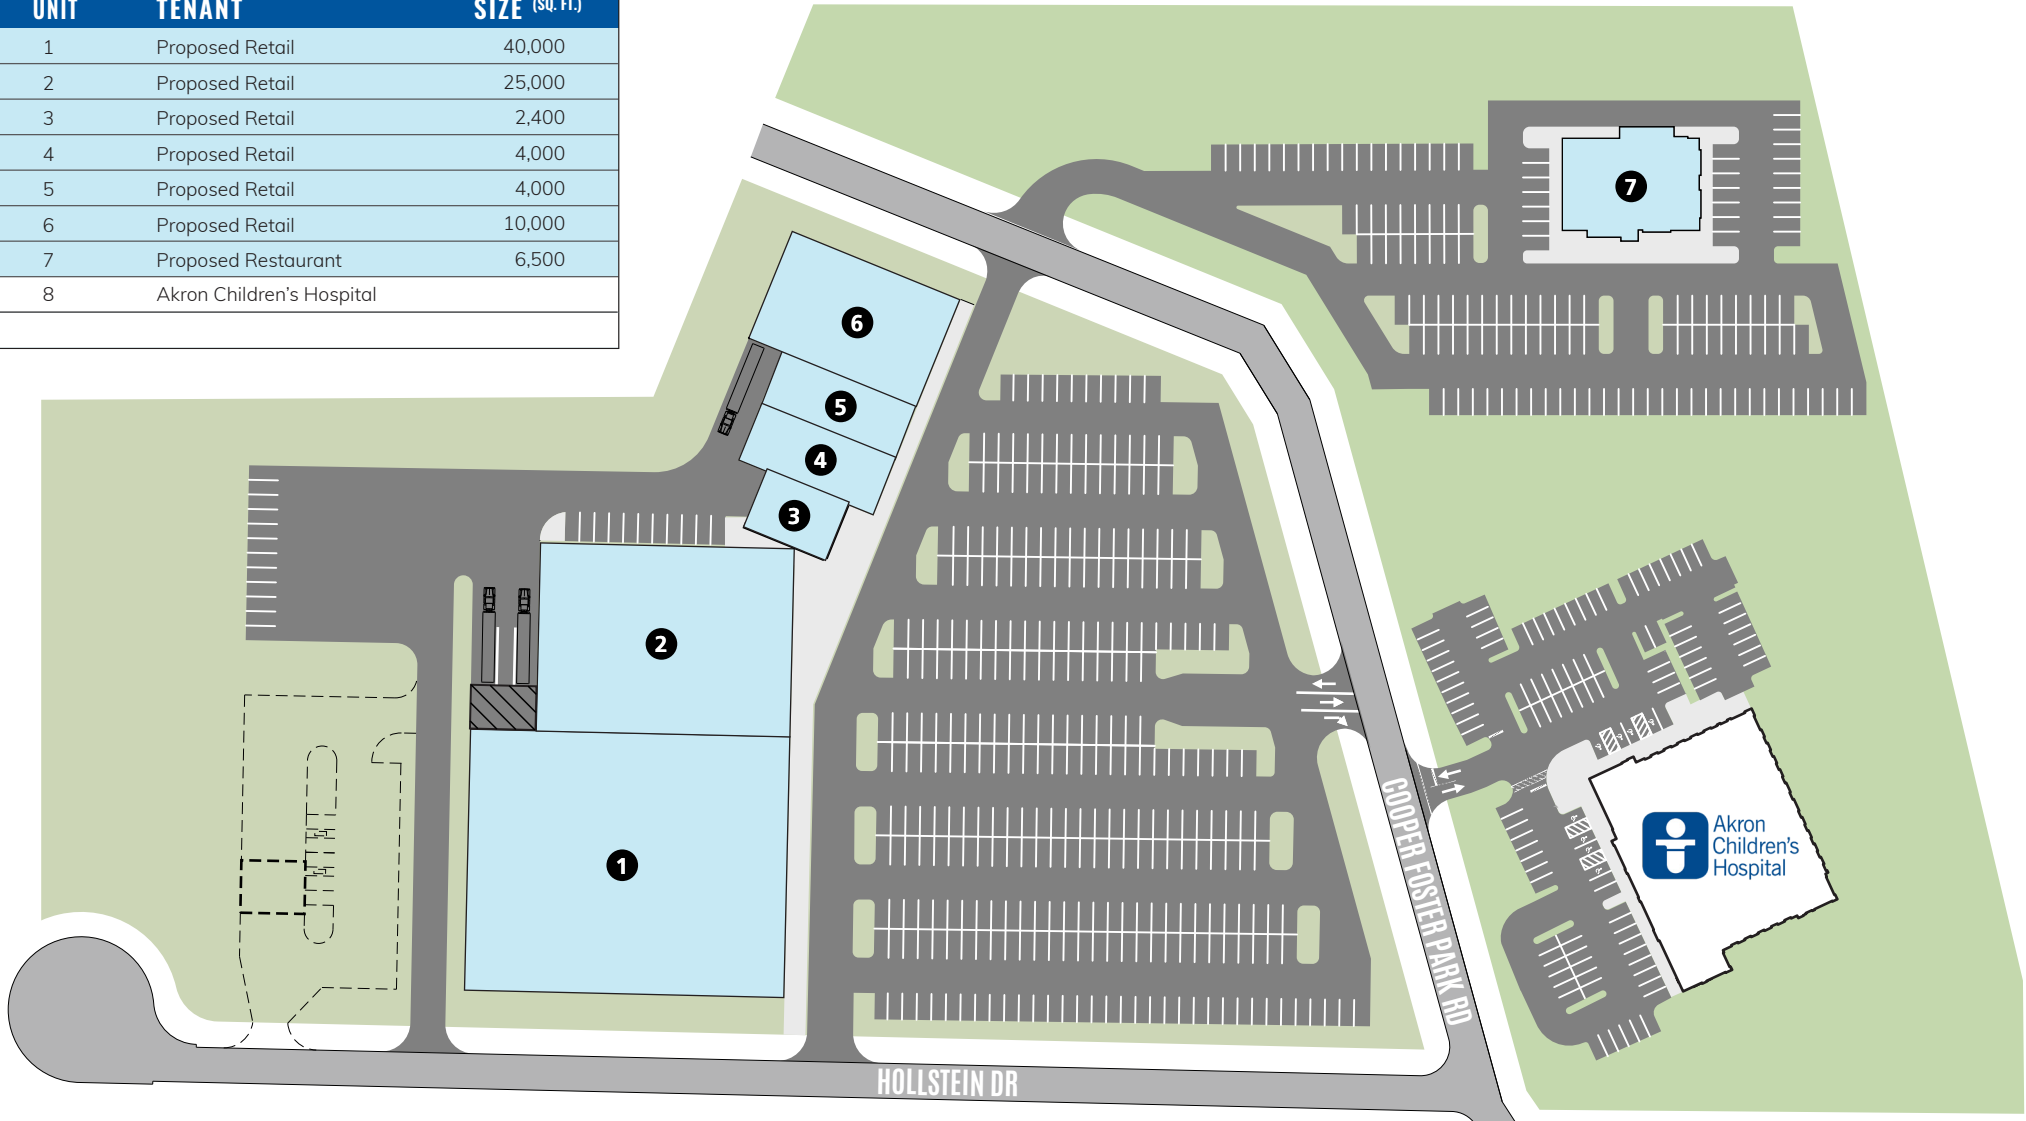 UNIT TENANT SIZE (SQ. FT.)
1 Proposed Retail 40,000
2 Proposed Retail 25,000
3 Proposed Retail 2,400
4 Proposed Retail 4,000
5 Proposed Retail 4,000
6 Proposed Retail 10,000
7 Proposed Restaurant 6,500
8 Akron Children’s Hospital
7
6
5
4
3
2
1
Akron
Children's
Hospital
COOPER FOSTER PARK RD
HOLLSTEIN DR